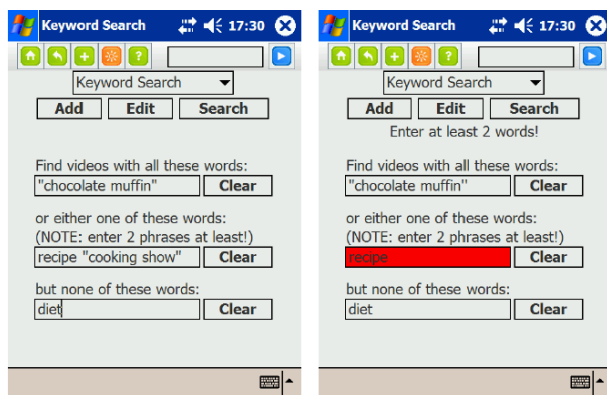 Keyword Search 17:30
?
Keyword Search
Add Edit Search
Find videos with all these words:
"chocolate muffin" Clear
or either one of these words:
(NOTE: enter 2 phrases at least!)
recipe "cooking show" Clear
but none of these words:
diet Clear
Keyword Search 17:30
?
Keyword Search
Add Edit Search
Enter at least 2 words!
Find videos with all these words:
"chocolate muffin" Clear
or either one of these words:
(NOTE: enter 2 phrases at least!)
recipe Clear
but none of these words:
diet Clear